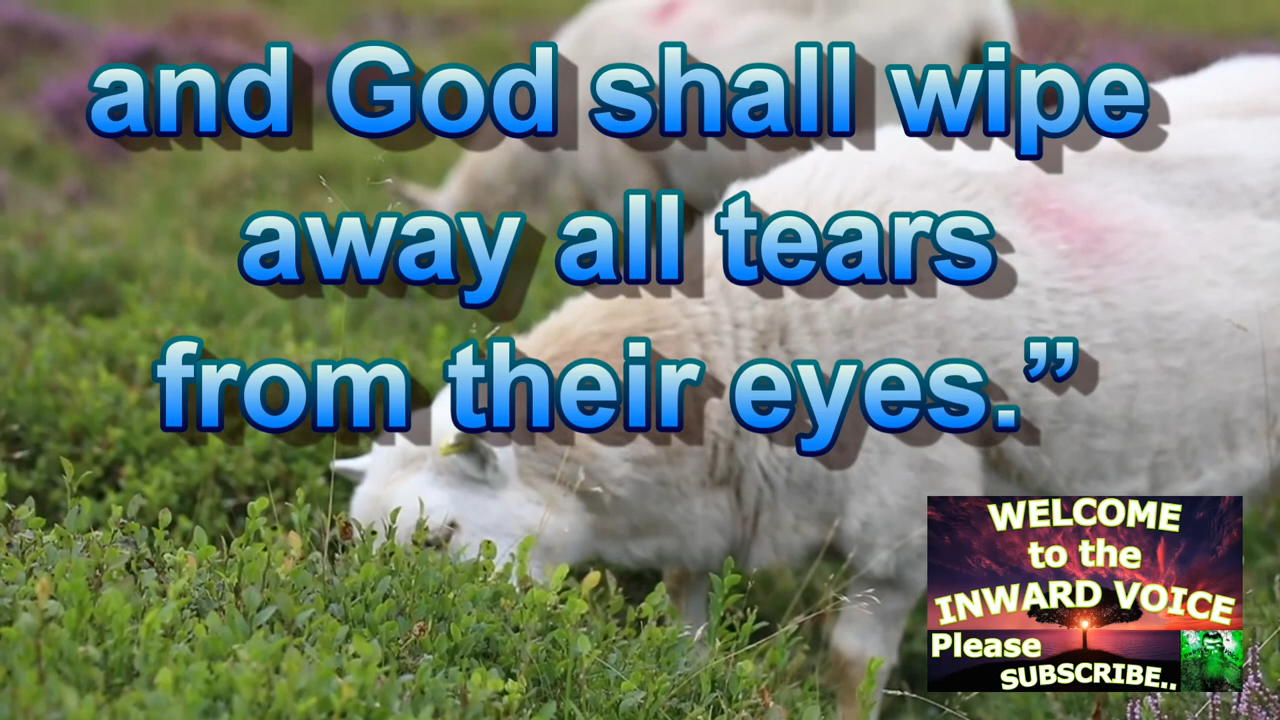 and God shall wipe
away all tears
from their eyes.”
WELCOME
to the
INWARD VOICE
Please
SUBSCRIBE..